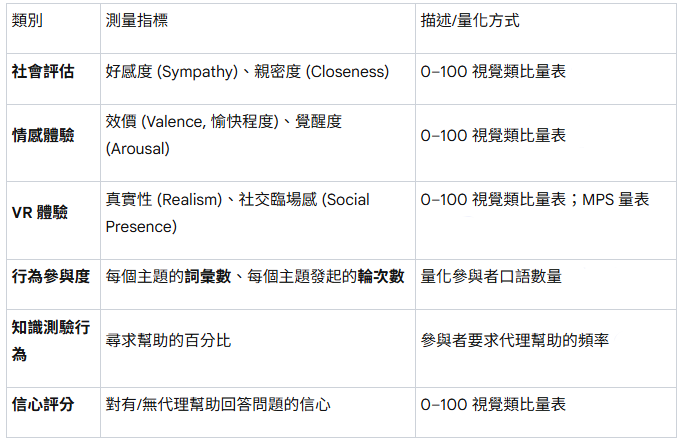 類別 測量指標 描述/量化方式
社會評估 好感度 (Sympathy)、親密度 (Closeness) 0–100 視覺類比量表
情感體驗 效價 (Valence, 愉快程度)、覺醒度 (Arousal) 0–100 視覺類比量表
VR 體驗 真實性 (Realism)、社交臨場感 (Social Presence) 0–100 視覺類比量表；MPS 量表
行為參與度 每個主題的詞彙數、每個主題發起的輪次數 量化參與者口語數量
知識測驗行為 尋求幫助的百分比 參與者要求代理幫助的頻率
信心評分 對有/無代理幫助回答問題的信心 0–100 視覺類比量表